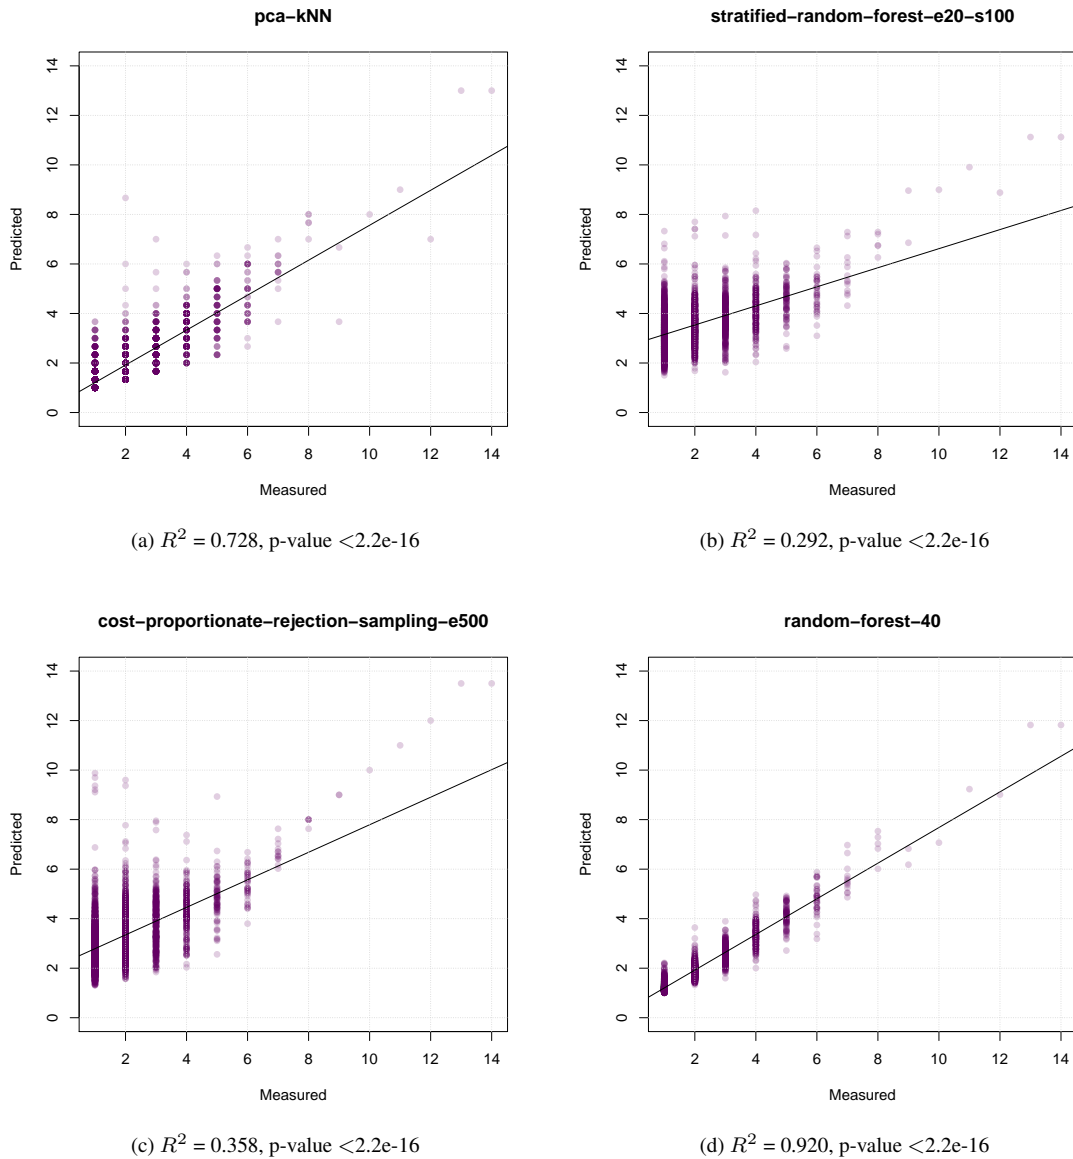 pca−kNN
14
12
10
8
6
4
2
0
Predicted
2 4 6 8 10 12 14
Measured
(a) R² = 0.728, p-value <2.2e-16
stratified−random−forest−e20−s100
14
12
10
8
6
4
2
0
Predicted
2 4 6 8 10 12 14
Measured
(b) R² = 0.292, p-value <2.2e-16
cost−proportionate−rejection−sampling−e500
14
12
10
8
6
4
2
0
Predicted
2 4 6 8 10 12 14
Measured
(c) R² = 0.358, p-value <2.2e-16
random−forest−40
14
12
10
8
6
4
2
0
Predicted
2 4 6 8 10 12 14
Measured
(d) R² = 0.920, p-value <2.2e-16